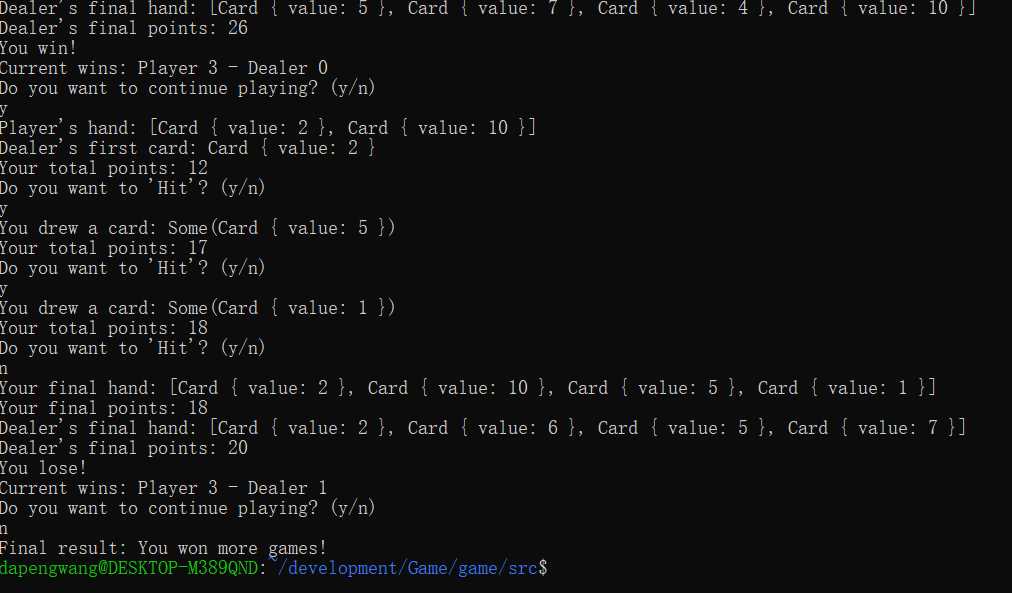 Dealer's final hand: [Card { value: 5 }, Card { value: 7 }, Card { value: 4 }, Card { value: 10 }]
Dealer's final points: 26
You win!
Current wins: Player 3 - Dealer 0
Do you want to continue playing? (y/n)
y
Player's hand: [Card { value: 2 }, Card { value: 10 }]
Dealer's first card: Card { value: 2 }
Your total points: 12
Do you want to 'Hit'? (y/n)
y
You drew a card: Some(Card { value: 5 })
Your total points: 17
Do you want to 'Hit'? (y/n)
y
You drew a card: Some(Card { value: 1 })
Your total points: 18
Do you want to 'Hit'? (y/n)
n
Your final hand: [Card { value: 2 }, Card { value: 10 }, Card { value: 5 }, Card { value: 1 }]
Your final points: 18
Dealer's final hand: [Card { value: 2 }, Card { value: 6 }, Card { value: 5 }, Card { value: 7 }]
Dealer's final points: 20
You lose!
Current wins: Player 3 - Dealer 1
Do you want to continue playing? (y/n)
n
Final result: You won more games!
dapengwang@DESKTOP-M389QND:~/development/Game/game/src$